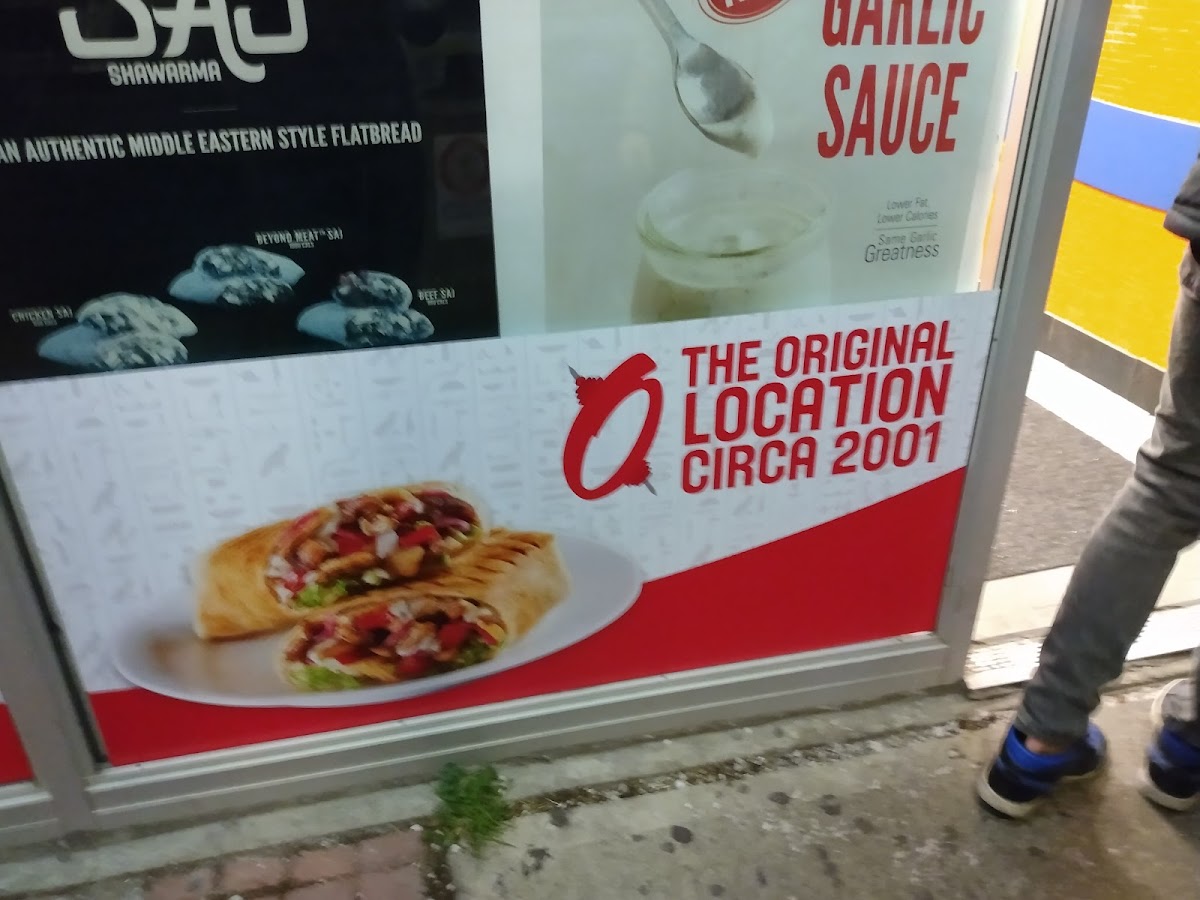 SAJ
SHAWARMA
AN AUTHENTIC MIDDLE EASTERN STYLE FLATBREAD
BEYOND MEAT™ SAJ
CHICKEN SAJ
BEEF SAJ
GARLIC
SAUCE
Lower Fat,
Lower Calories
Same Garlic
Greatness
THE ORIGINAL
LOCATION
CIRCA 2001